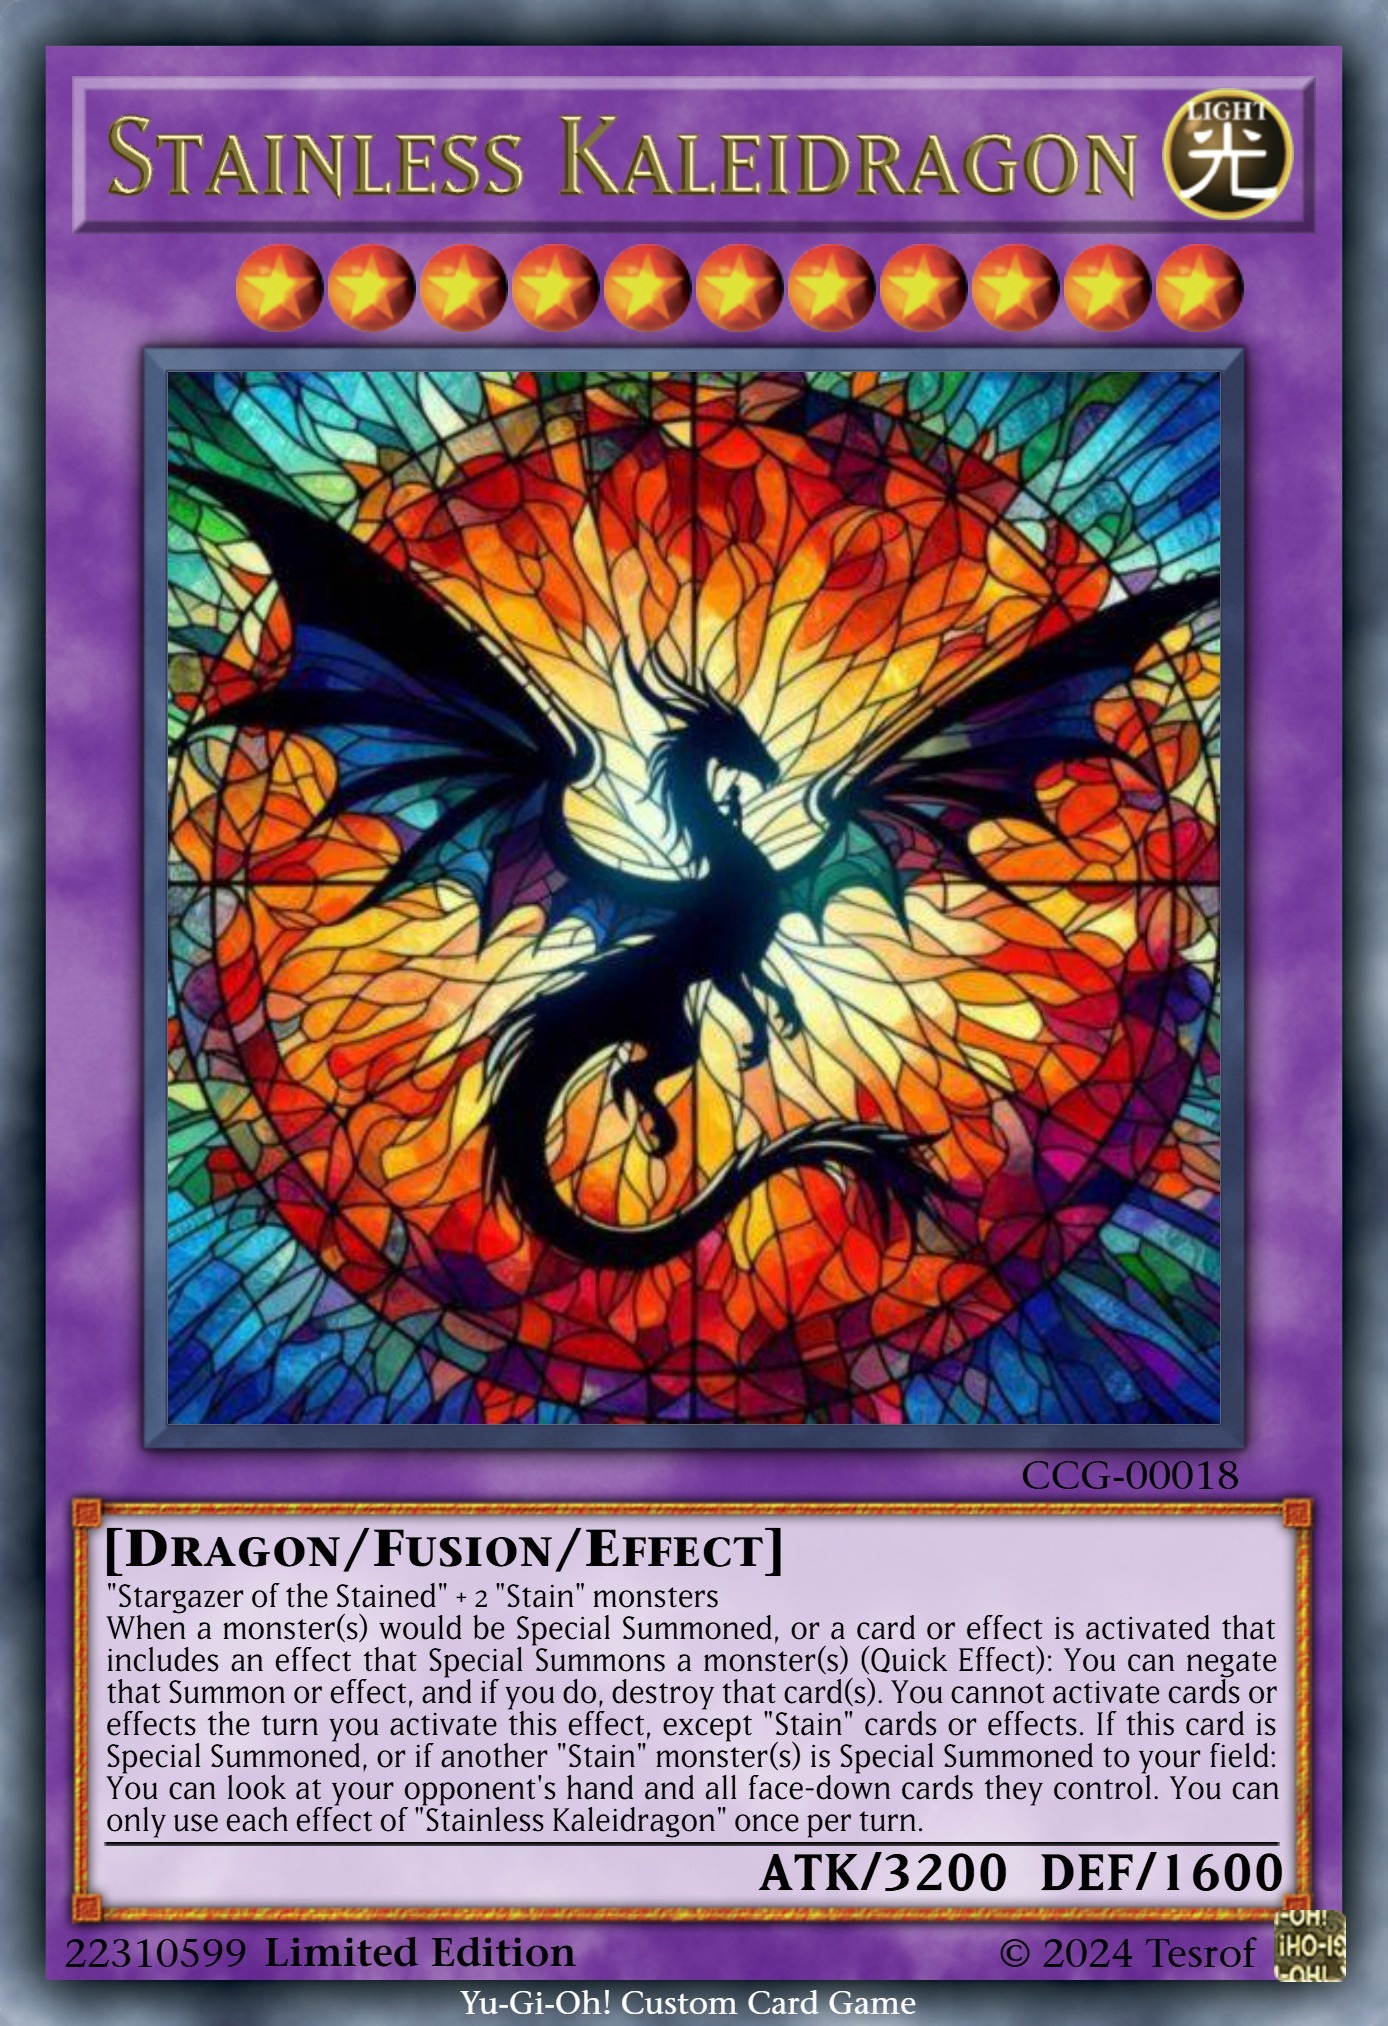 STAINLESS KALEIDRAGON
LIGHT
光
CCG-00018
[DRAGON/FUSION/EFFECT]
"Stargazer of the Stained" + 2 "Stain" monsters
When a monster(s) would be Special Summoned, or a card or effect is activated that
includes an effect that Special Summons a monster(s) (Quick Effect): You can negate
that Summon or effect, and if you do, destroy that card(s). You cannot activate cards or
effects the turn you activate this effect, except "Stain" cards or effects. If this card is
Special Summoned, or if another "Stain" monster(s) is Special Summoned to your field:
You can look at your opponent's hand and all face-down cards they control. You can
only use each effect of "Stainless Kaleidragon" once per turn.
ATK/3200 DEF/1600
22310599 Limited Edition
© 2024 Tesrof
Yu-Gi-Oh! Custom Card Game